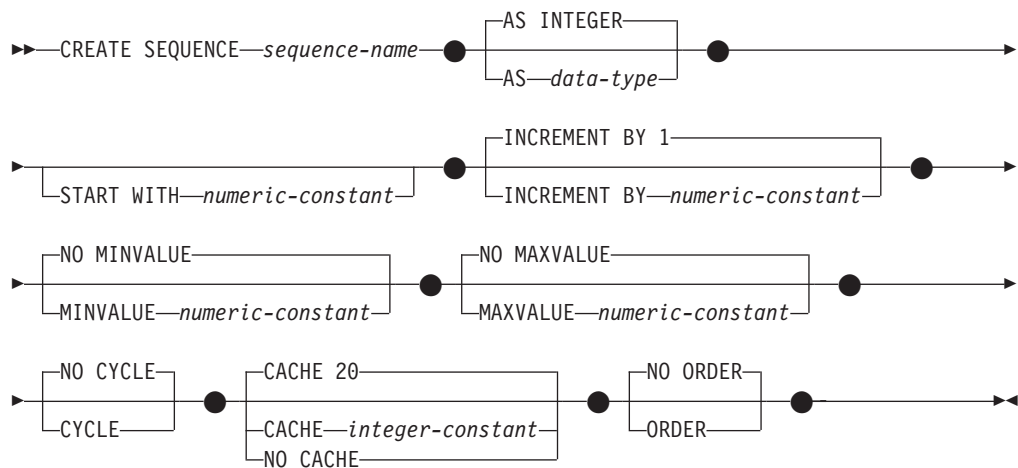 AS INTEGER
CREATE SEQUENCE sequence-name
AS data-type
INCREMENT BY 1
START WITH numeric-constant
INCREMENT BY numeric-constant
NO MINVALUE
NO MAXVALUE
MINVALUE numeric-constant
MAXVALUE numeric-constant
NO CYCLE
CACHE 20
NO ORDER
CYCLE
CACHE integer-constant
ORDER
NO CACHE